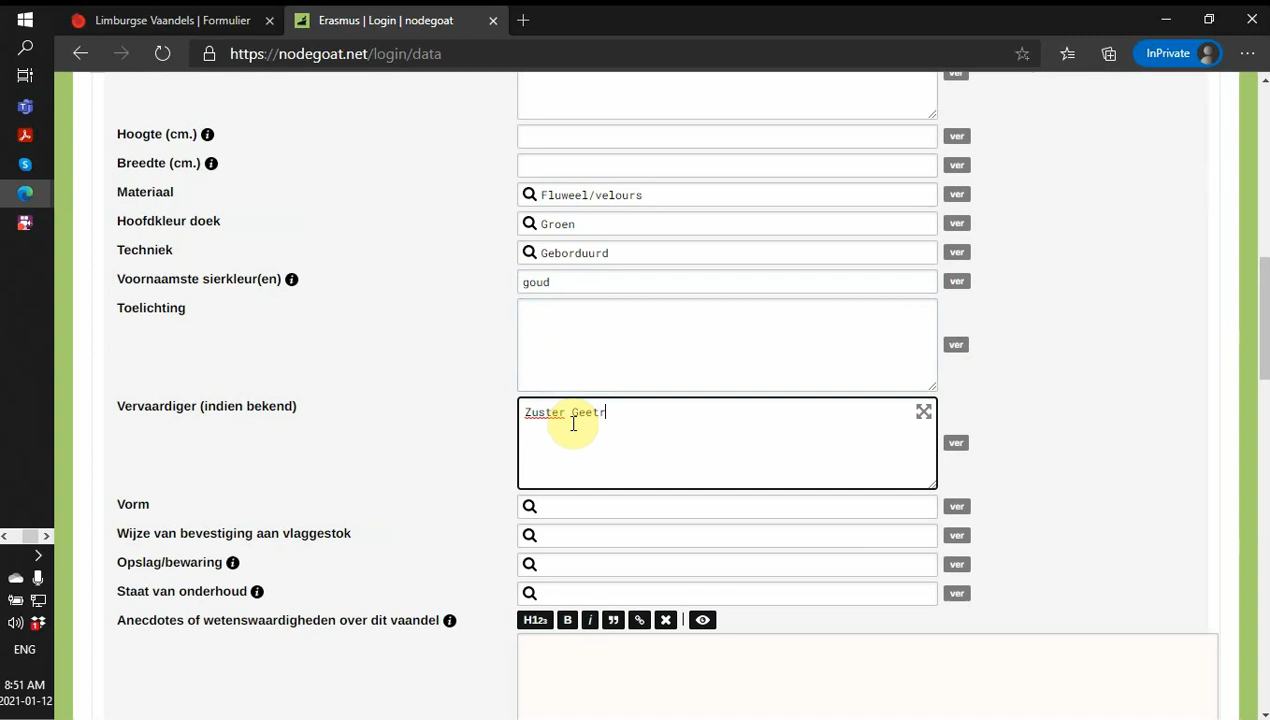 Limburgse Vaandels | Formulier
Erasmus | Login | nodegoat
https://nodegoat.net/login/data
InPrivate
ver
Hoogte (cm.)
ver
Breedte (cm.)
ver
Materiaal
Fluweel/velours
ver
Hoofdkleur doek
Groen
ver
Techniek
Geborduurd
ver
Voornaamste sierkleur(en)
goud
ver
Toelichting
ver
Vervaardiger (indien bekend)
Zuster Geetr
ver
Vorm
ver
Wijze van bevestiging aan vlaggestok
ver
Opslag/bewaring
ver
Staat van onderhoud
ver
Anecdotes of wetenswaardigheden over dit vaandel
H123 B i
ENG
8:51 AM
2021-01-12